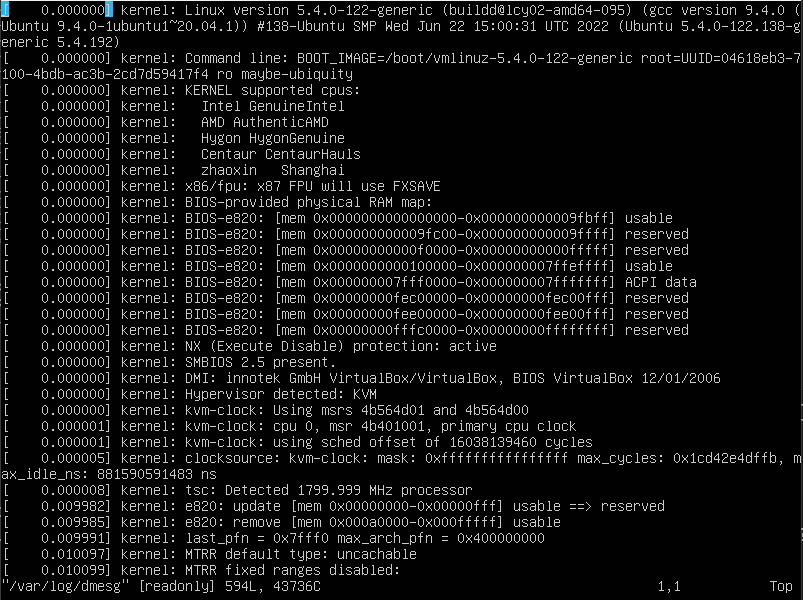 [    0.000000] kernel: Linux version 5.4.0-122-generic (buildd@lcy02-amd64-095) (gcc version 9.4.0 (
Ubuntu 9.4.0-1ubuntu1~20.04.1)) #138-Ubuntu SMP Wed Jun 22 15:00:31 UTC 2022 (Ubuntu 5.4.0-122.138-g
eneric 5.4.192)
[    0.000000] kernel: Command line: BOOT_IMAGE=/boot/vmlinuz-5.4.0-122-generic root=UUID=04618eb3-7
100-4bdb-ac3b-2cd7d59417f4 ro maybe-ubiquity
[    0.000000] kernel: KERNEL supported cpus:
[    0.000000] kernel:   Intel GenuineIntel
[    0.000000] kernel:   AMD AuthenticAMD
[    0.000000] kernel:   Hygon HygonGenuine
[    0.000000] kernel:   Centaur CentaurHauls
[    0.000000] kernel:   zhaoxin   Shanghai
[    0.000000] kernel: x86/fpu: x87 FPU will use FXSAVE
[    0.000000] kernel: BIOS-provided physical RAM map:
[    0.000000] kernel: BIOS-e820: [mem 0x0000000000000000-0x000000000009fbff] usable
[    0.000000] kernel: BIOS-e820: [mem 0x000000000009fc00-0x000000000009ffff] reserved
[    0.000000] kernel: BIOS-e820: [mem 0x00000000000f0000-0x00000000000fffff] reserved
[    0.000000] kernel: BIOS-e820: [mem 0x0000000000100000-0x000000007ffeffff] usable
[    0.000000] kernel: BIOS-e820: [mem 0x000000007fff0000-0x000000007fffffff] ACPI data
[    0.000000] kernel: BIOS-e820: [mem 0x00000000fec00000-0x00000000fec00fff] reserved
[    0.000000] kernel: BIOS-e820: [mem 0x00000000fee00000-0x00000000fee00fff] reserved
[    0.000000] kernel: BIOS-e820: [mem 0x00000000fffc0000-0x00000000ffffffff] reserved
[    0.000000] kernel: NX (Execute Disable) protection: active
[    0.000000] kernel: SMBIOS 2.5 present.
[    0.000000] kernel: DMI: innotek GmbH VirtualBox/VirtualBox, BIOS VirtualBox 12/01/2006
[    0.000000] kernel: Hypervisor detected: KVM
[    0.000000] kernel: kvm-clock: Using msrs 4b564d01 and 4b564d00
[    0.000001] kernel: kvm-clock: cpu 0, msr 4b401001, primary cpu clock
[    0.000001] kernel: kvm-clock: using sched offset of 16038139460 cycles
[    0.000005] kernel: clocksource: kvm-clock: mask: 0xffffffffffffffff max_cycles: 0x1cd42e4dffb, m
ax_idle_ns: 881590591483 ns
[    0.000008] kernel: tsc: Detected 1799.999 MHz processor
[    0.009982] kernel: e820: update [mem 0x00000000-0x00000fff] usable ==> reserved
[    0.009985] kernel: e820: remove [mem 0x000a0000-0x000fffff] usable
[    0.009991] kernel: last_pfn = 0x7fff0 max_arch_pfn = 0x400000000
[    0.010097] kernel: MTRR default type: uncachable
[    0.010099] kernel: MTRR fixed ranges disabled:
"/var/log/dmesg" [readonly] 594L, 43736C 1,1 Top